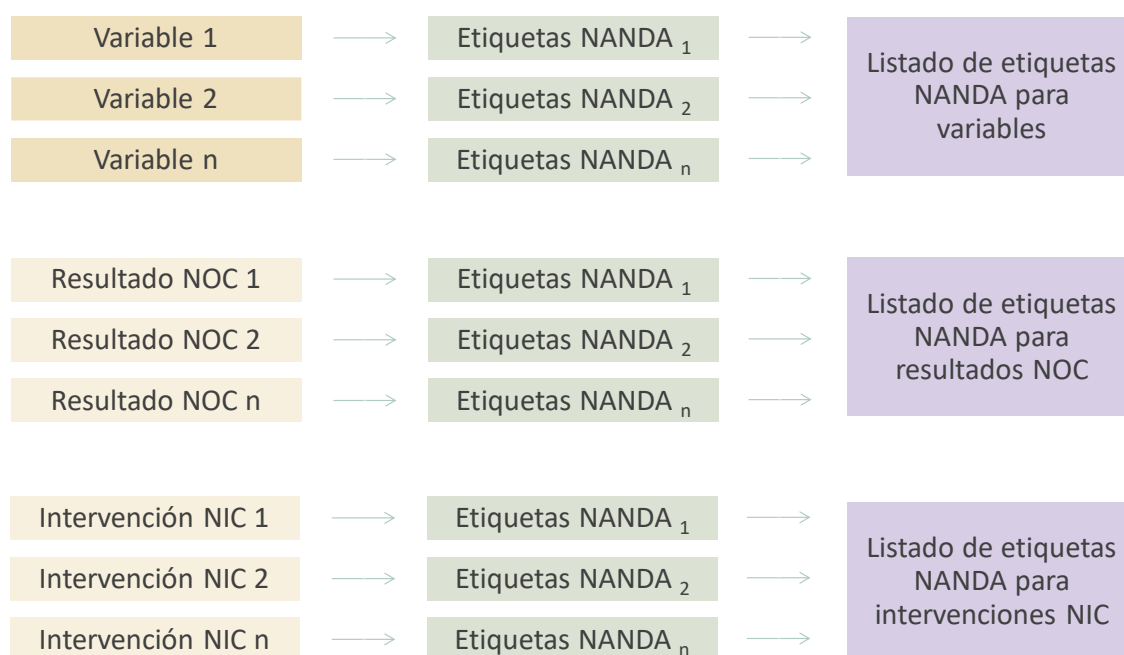 Variable 1
Etiquetas NANDA 1
Variable 2
Etiquetas NANDA 2
Variable n
Etiquetas NANDA n
Listado de etiquetas
NANDA para
variables
Resultado NOC 1
Etiquetas NANDA 1
Resultado NOC 2
Etiquetas NANDA 2
Resultado NOC n
Etiquetas NANDA n
Listado de etiquetas
NANDA para
resultados NOC
Intervención NIC 1
Etiquetas NANDA 1
Intervención NIC 2
Etiquetas NANDA 2
Intervención NIC n
Etiquetas NANDA n
Listado de etiquetas
NANDA para
intervenciones NIC